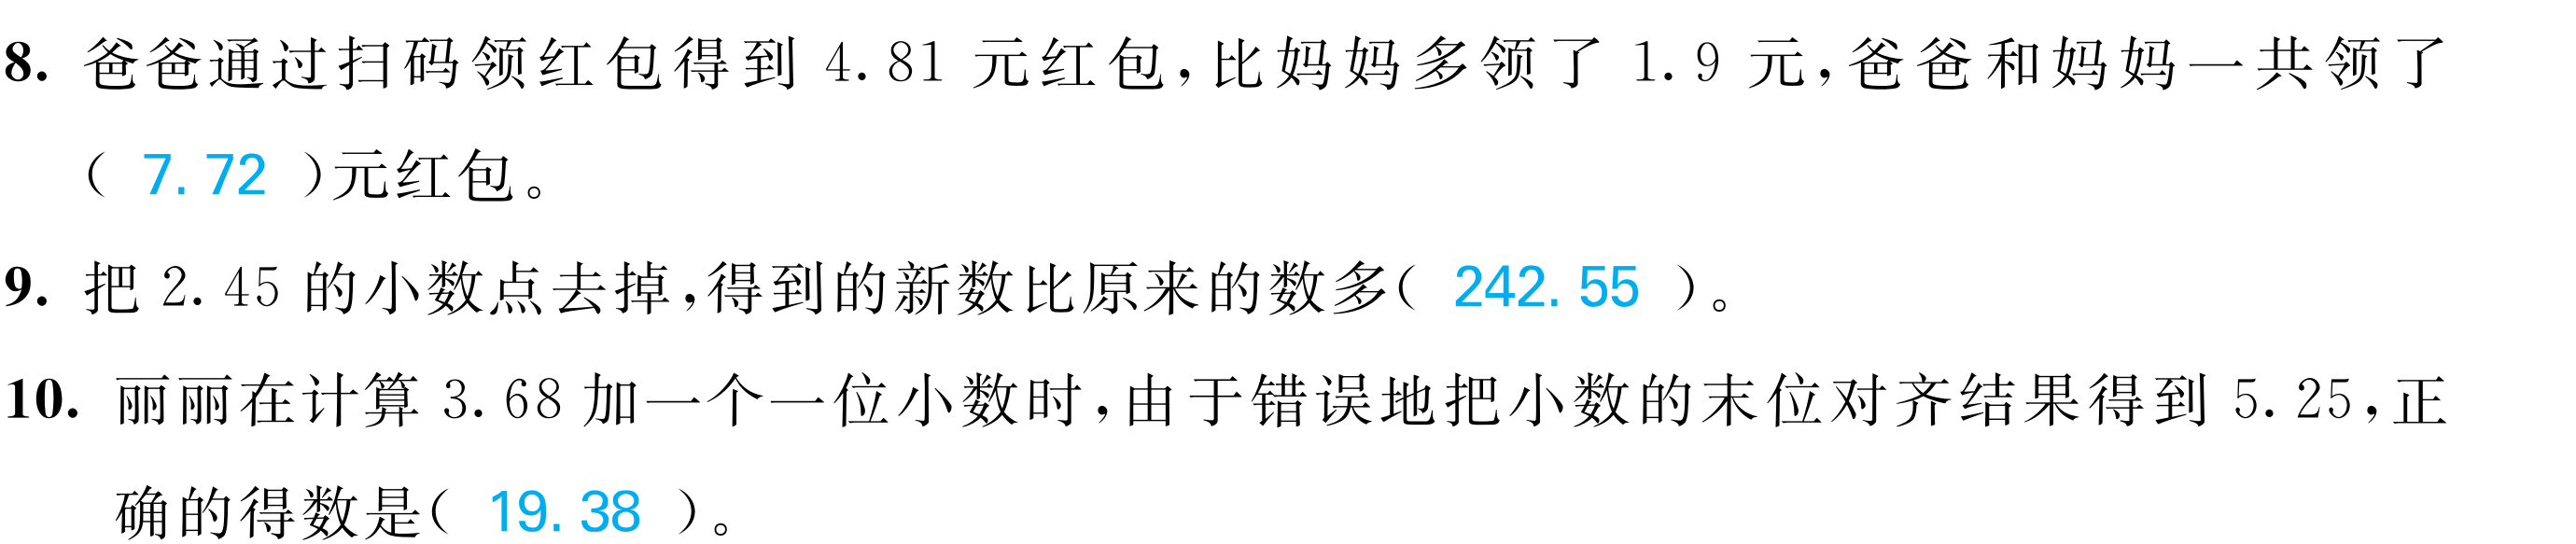 8. 爸爸通过扫码领红包得到 4.81 元红包,比妈妈多领了 1.9 元,爸爸和妈妈一共领了
( 7.72 )元红包。
9. 把 2.45 的小数点去掉,得到的新数比原来的数多( 242.55 )。
10. 丽丽在计算 3.68 加一个一位小数时,由于错误地把小数的末位对齐结果得到 5.25,正
确的得数是( 19.38 )。